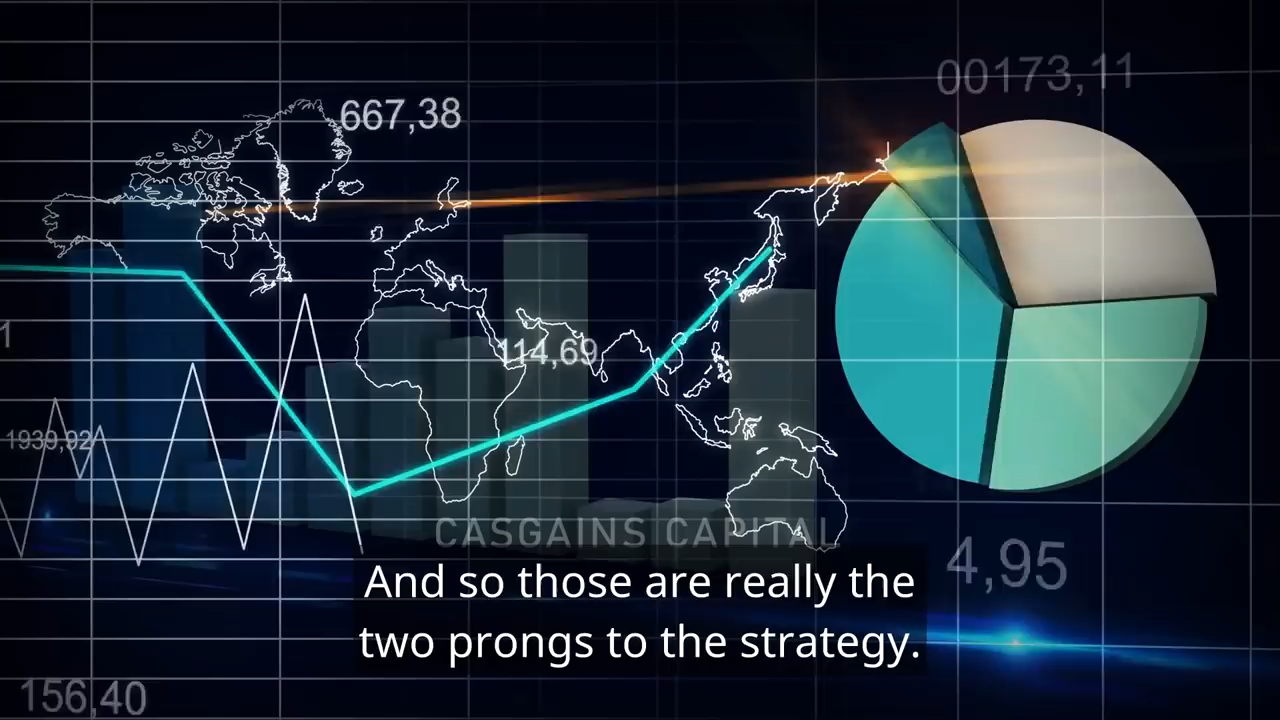 00173,11
667,38
1
114,69
1939,92
CASGAINS CAPITAL
4,95
And so those are really the
two prongs to the strategy.
156,40